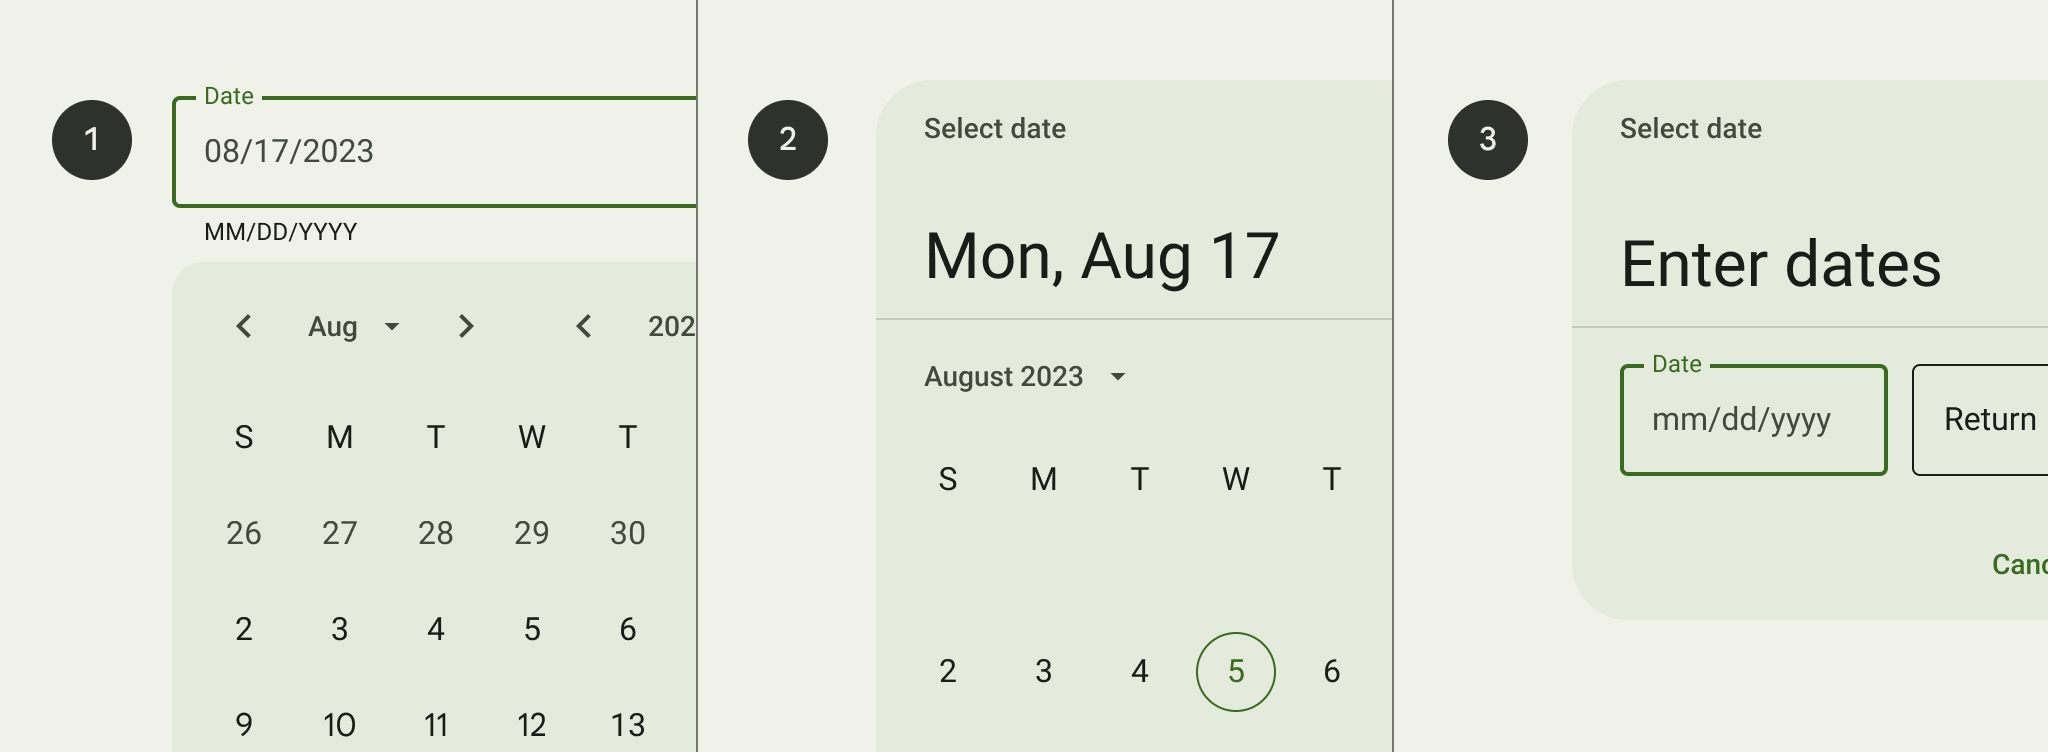 1
Date
08/17/2023
MM/DD/YYYY
Aug
202
S M T W T
26 27 28 29 30
2 3 4 5 6
9 10 11 12 13
2
Select date
Mon, Aug 17
August 2023
S M T W T
2 3 4 5 6
3
Select date
Enter dates
Date
mm/dd/yyyy
Return
Canc